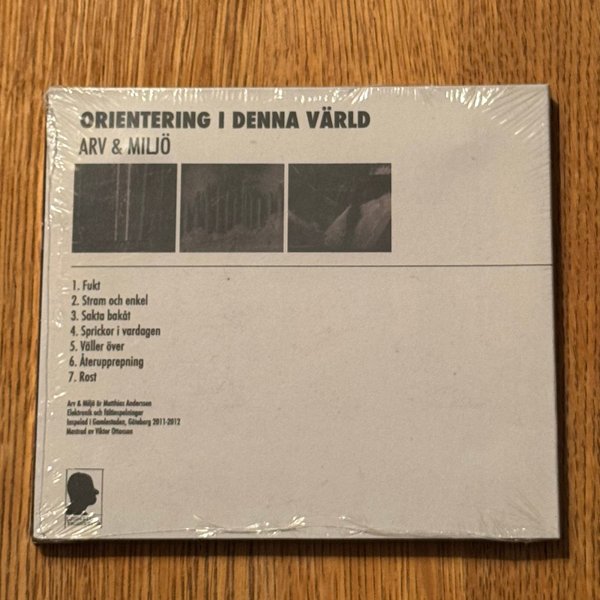 ORIENTERING I DENNA VÄRLD
ARV & MILJÖ
1. Fukt
2. Stram och enkel
3. Sakta bakåt
4. Sprickor i vardagen
5. Väller över
6. Återupprepning
7. Rost
Arv & Miljö är Matthias Andersson
Elektronik och fältinspelningar
Inspelad i Gamlestaden, Göteborg 2011-2012
Mastrad av Viktor Ottosson